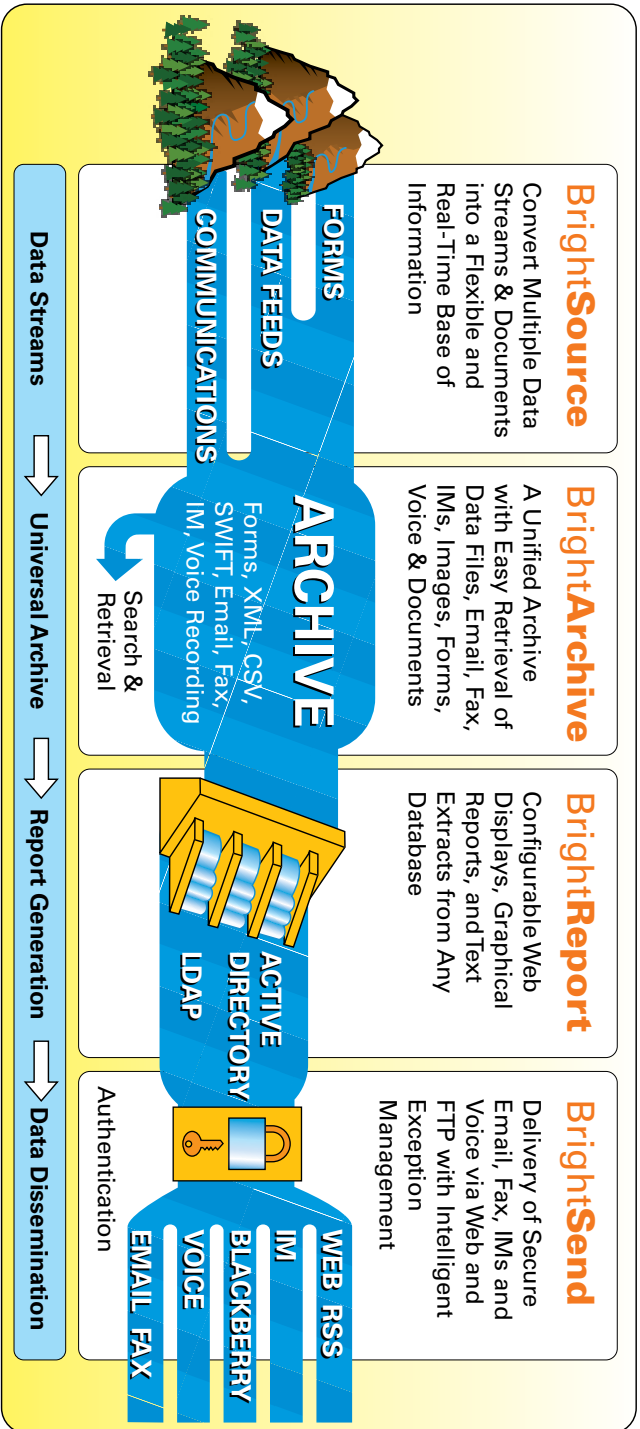 BrightSource
Convert Multiple Data
Streams & Documents
into a Flexible and
Real-Time Base of
Information
FORMS
DATA FEEDS
COMMUNICATIONS
BrightArchive
A Unified Archive
with Easy Retrieval of
Data Files, Email, Fax,
IMs, Images, Forms,
Voice & Documents
ARCHIVE
Forms, XML, CSV,
SWIFT, Email, Fax,
IM, Voice Recording
Search &
Retrieval
BrightReport
Configurable Web
Displays, Graphical
Reports, and Text
Extracts from Any
Database
ACTIVE
DIRECTORY
LDAP
BrightSend
Delivery of Secure
Email, Fax, IMs and
Voice via Web and
FTP with Intelligent
Exception
Management
WEB RSS
IM
BLACKBERRY
VOICE
EMAIL FAX
Authentication
Data Streams
Universal Archive
Report Generation
Data Dissemination